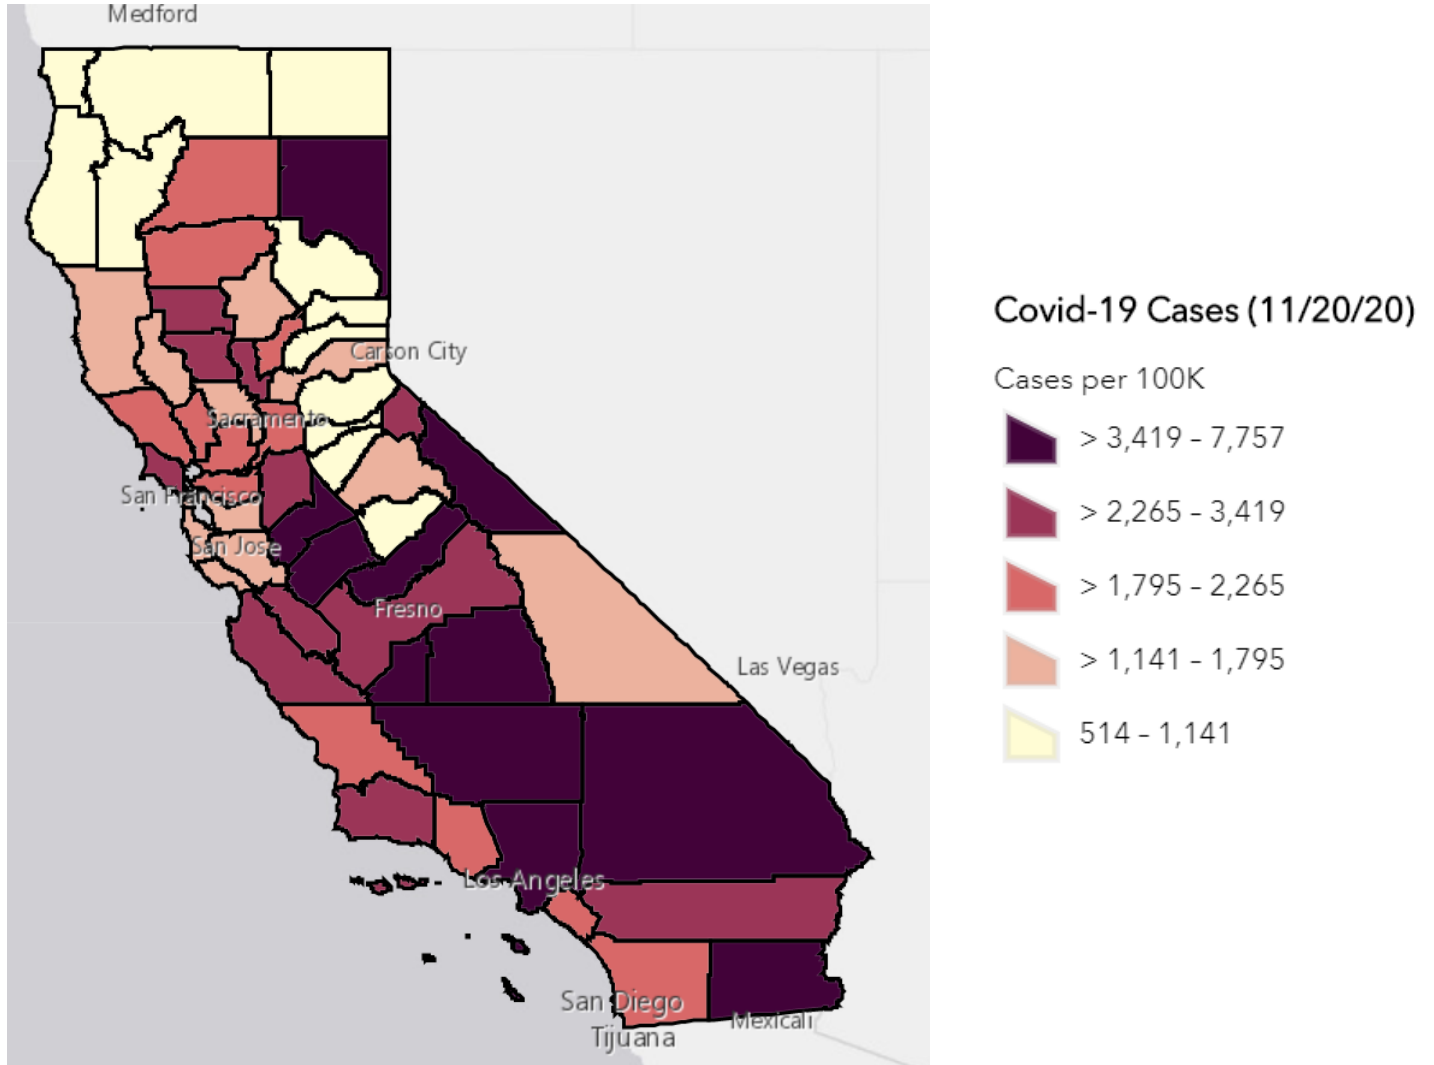 Medford
Carson City
Sacramento
San Francisco
San Jose
Fresno
Las Vegas
Los Angeles
San Diego
Mexicali
Tijuana
Covid-19 Cases (11/20/20)
Cases per 100K
> 3,419 - 7,757
> 2,265 - 3,419
> 1,795 - 2,265
> 1,141 - 1,795
514 - 1,141